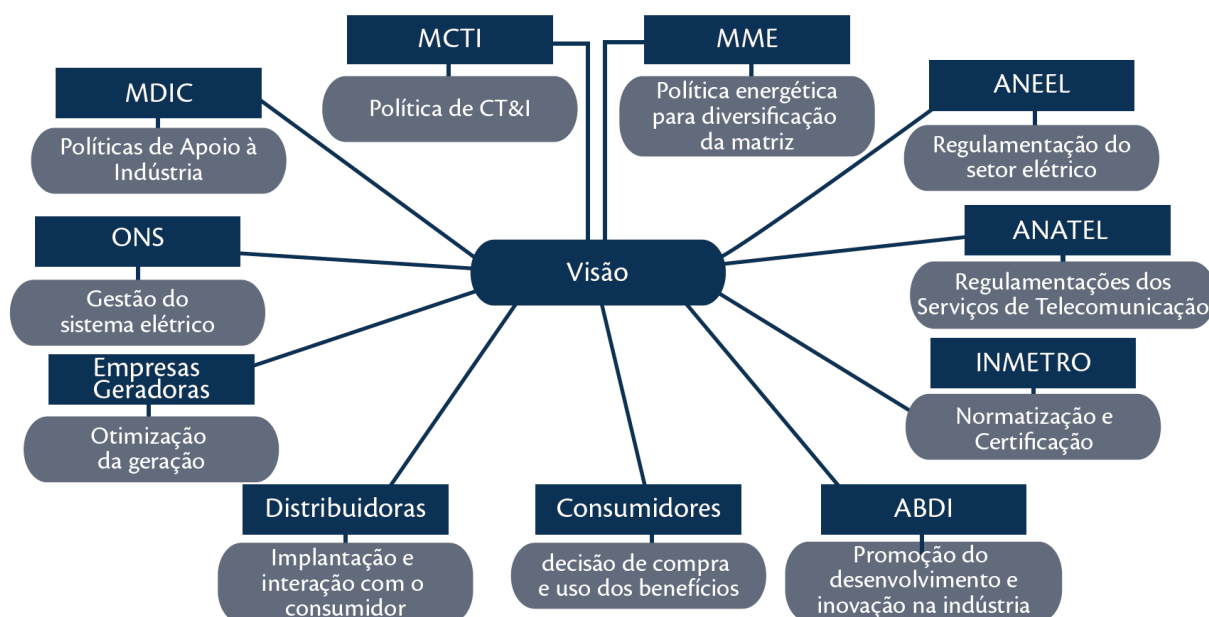 MCTI
Política de CT&I
MME
Política energética
para diversificação
da matriz
MDIC
Políticas de Apoio à
Indústria
ANEEL
Regulamentação do
setor elétrico
ONS
Gestão do
sistema elétrico
Visão
ANATEL
Regulamentações dos
Serviços de Telecomunicação
Empresas
Geradoras
Otimização
da geração
INMETRO
Normatização e
Certificação
Distribuidoras
Implantação e
interação com o
consumidor
Consumidores
decisão de compra
e uso dos benefícios
ABDI
Promoção do
desenvolvimento e
inovação na indústria